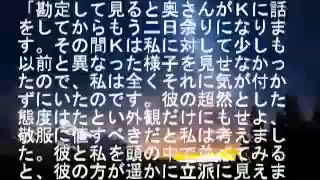 「勘定して見ると奥さんがＫに話
をしてからもう二日余りになりま
す。その間Ｋは私に対して少しも
以前と異なった様子を見せなかっ
たので、私は全くそれに気が付か
ずにいたのです。彼の超然とした
態度はたとい外観だけにもせよ、
敬服に値すべきだと私は考えまし
た。彼と私を頭の中で並べてみる
と、彼の方が遥かに立派に見えま